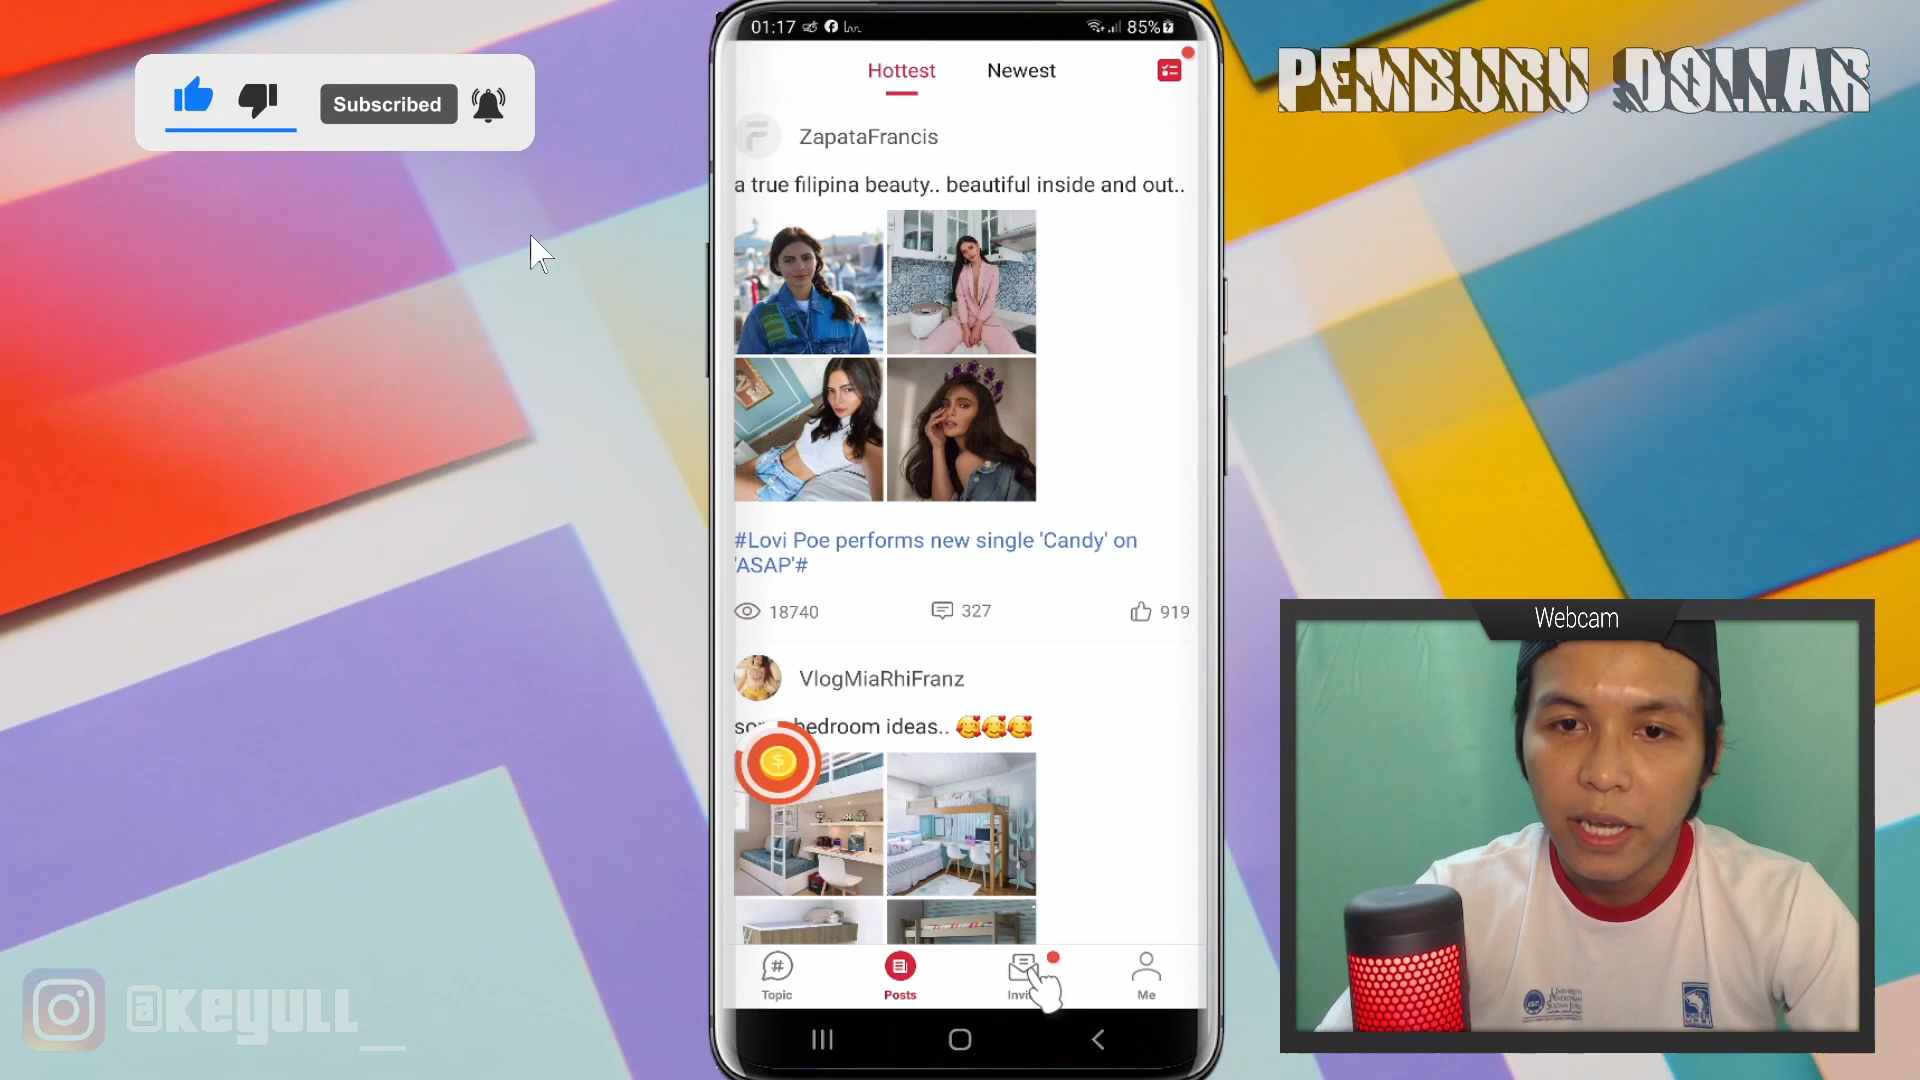 01:17
85%
PEMBURU DOLLAR
Subscribed
Hottest
Newest
ZapataFrancis
a true filipina beauty.. beautiful inside and out..
#Lovi Poe performs new single 'Candy' on
'ASAP'#
18740
327
919
VlogMiaRhiFranz
bedroom ideas.. 🥰🥰🥰
$
#
Topic
Posts
Me
Webcam
@keyull__